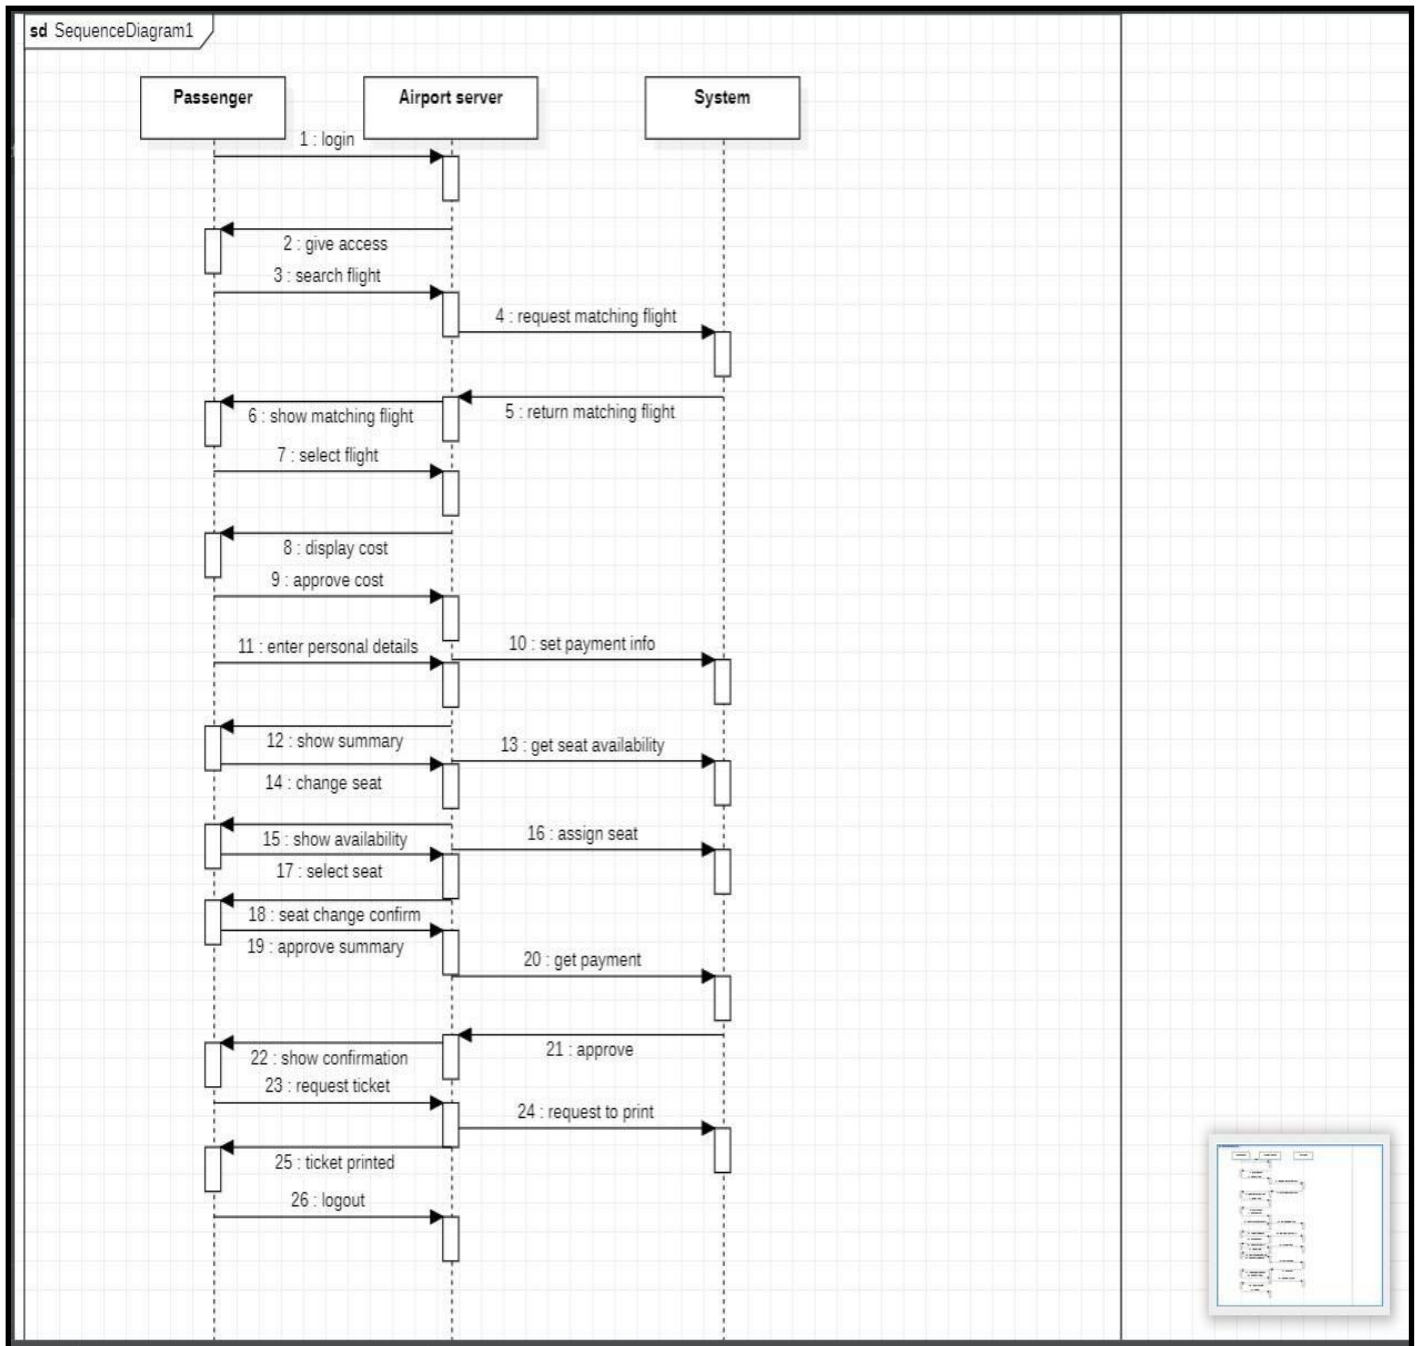 sd SequenceDiagram1
Passenger
Airport server
System
1 : login
2 : give access
3 : search flight
4 : request matching flight
5 : return matching flight
6 : show matching flight
7 : select flight
8 : display cost
9 : approve cost
11 : enter personal details
10 : set payment info
12 : show summary
13 : get seat availability
14 : change seat
15 : show availability
16 : assign seat
17 : select seat
18 : seat change confirm
19 : approve summary
20 : get payment
21 : approve
22 : show confirmation
23 : request ticket
24 : request to print
25 : ticket printed
26 : logout